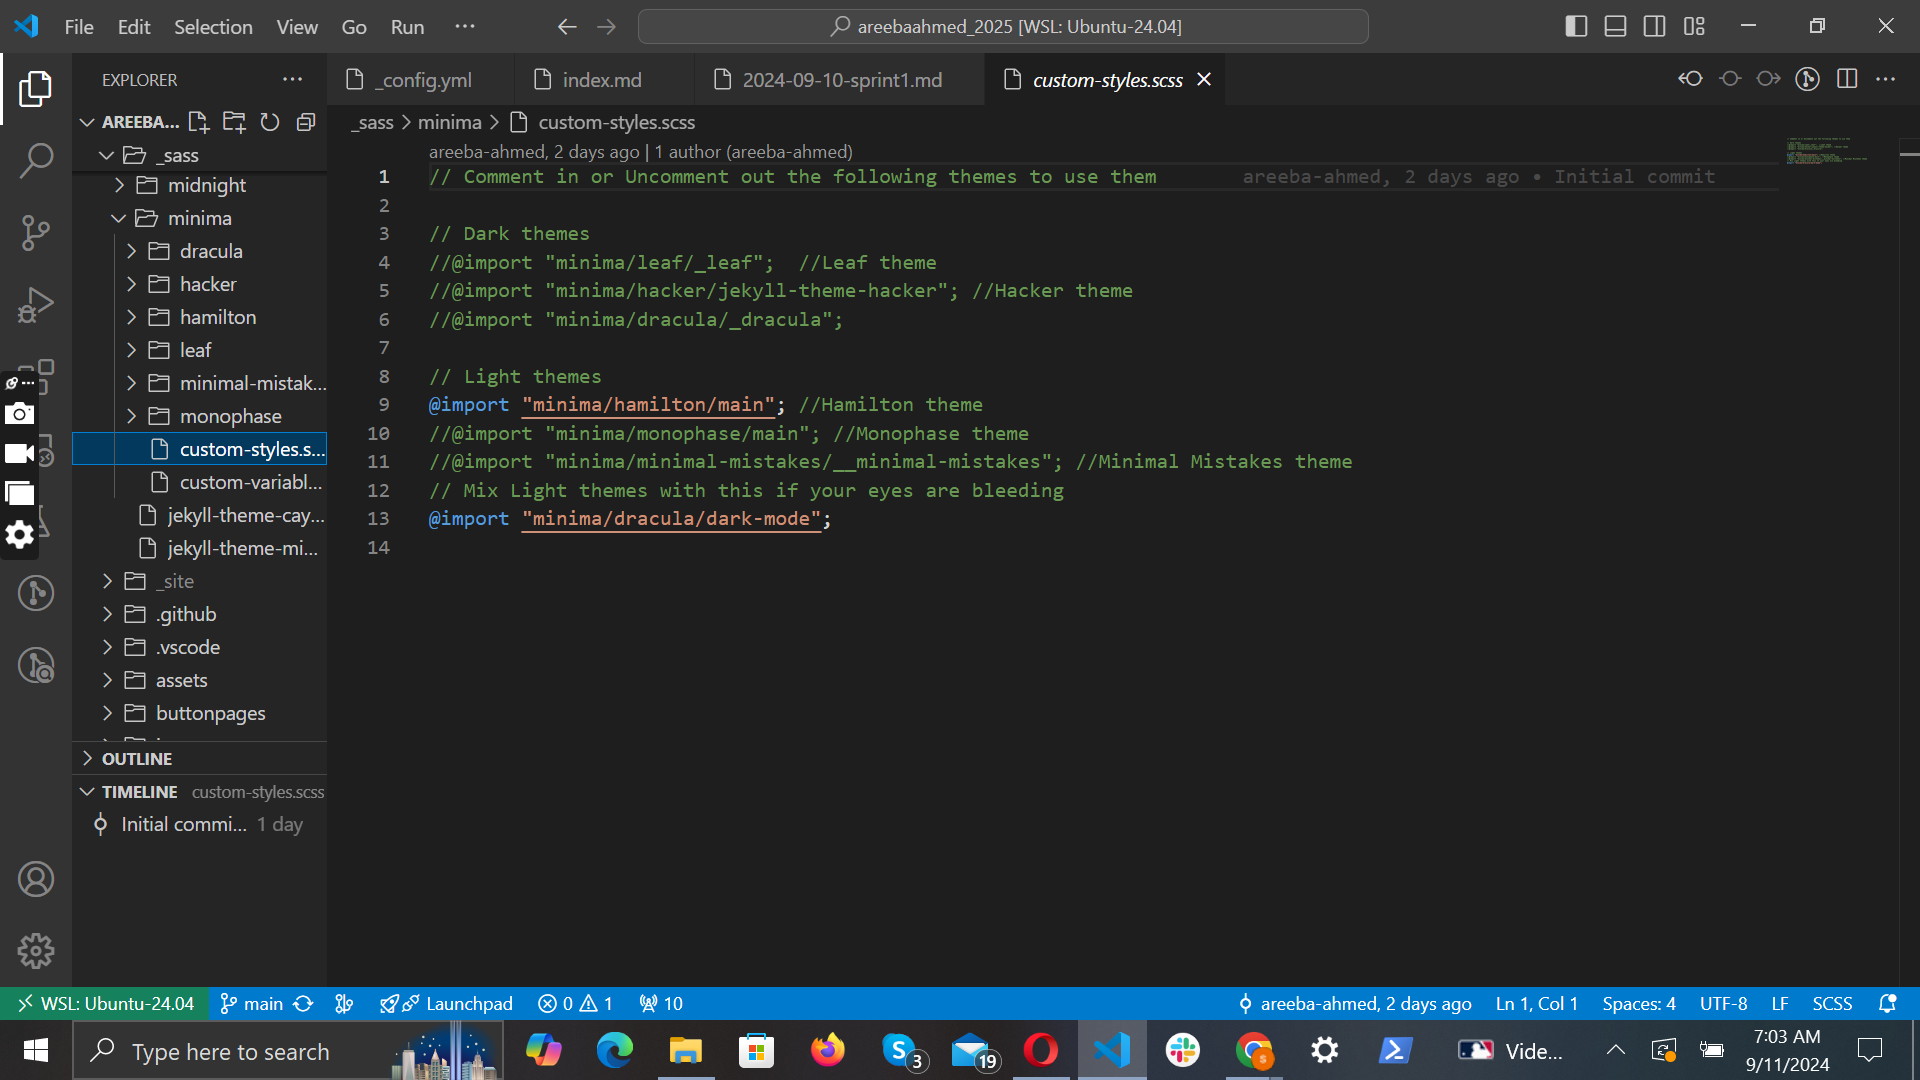 File Edit Selection View Go Run ···
areebaahmed_2025 [WSL: Ubuntu-24.04]
EXPLORER ···
_config.yml
index.md
2024-09-10-sprint1.md
custom-styles.scss
AREEBA...
_sass > minima > custom-styles.scss
_sass
midnight
minima
dracula
hacker
hamilton
leaf
minimal-mistak...
monophase
custom-styles.s...
custom-variabl...
jekyll-theme-cay...
jekyll-theme-mi...
_site
.github
.vscode
assets
buttonpages
OUTLINE
TIMELINE custom-styles.scss
Initial commi... 1 day
areeba-ahmed, 2 days ago | 1 author (areeba-ahmed)
1 // Comment in or Uncomment out the following themes to use them areeba-ahmed, 2 days ago • Initial commit
2
3 // Dark themes
4 //@import "minima/leaf/_leaf";  //Leaf theme
5 //@import "minima/hacker/jekyll-theme-hacker"; //Hacker theme
6 //@import "minima/dracula/_dracula";
7
8 // Light themes
9 @import "minima/hamilton/main"; //Hamilton theme
10 //@import "minima/monophase/main"; //Monophase theme
11 //@import "minima/minimal-mistakes/__minimal-mistakes"; //Minimal Mistakes theme
12 // Mix Light themes with this if your eyes are bleeding
13 @import "minima/dracula/dark-mode";
14
WSL: Ubuntu-24.04 main Launchpad 0 1 10 areeba-ahmed, 2 days ago Ln 1, Col 1 Spaces: 4 UTF-8 LF SCSS
Type here to search
3
19
S
Vide...
7:03 AM
9/11/2024